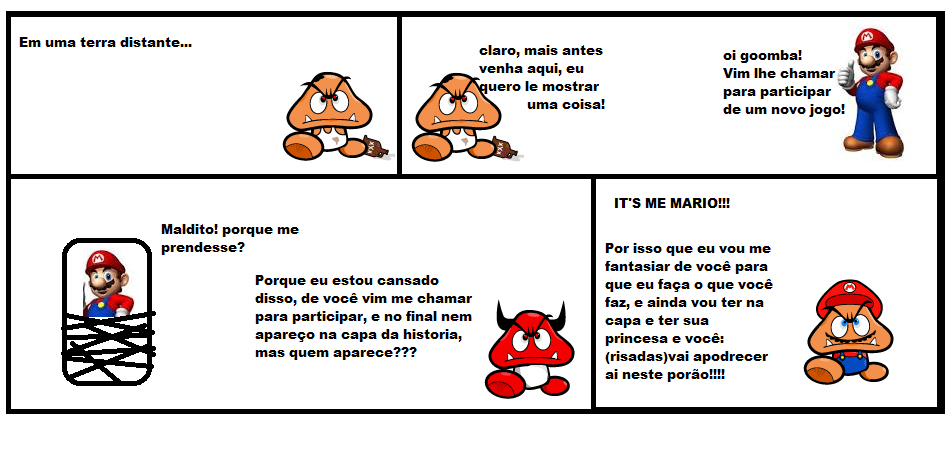 Em uma terra distante...
oi goomba!
Vim lhe chamar
para participar
de um novo jogo!
claro, mais antes
venha aqui, eu
quero le mostrar
uma coisa!
Maldito! porque me
prendesse?
Porque eu estou cansado
disso, de você vim me chamar
para participar, e no final nem
apareço na capa da historia,
mas quem aparece???
IT'S ME MARIO!!!
Por isso que eu vou me
fantasiar de você para
que eu faça o que você
faz, e ainda vou ter na
capa e ter sua
princesa e você:
(risadas)vai apodrecer
ai neste porão!!!!